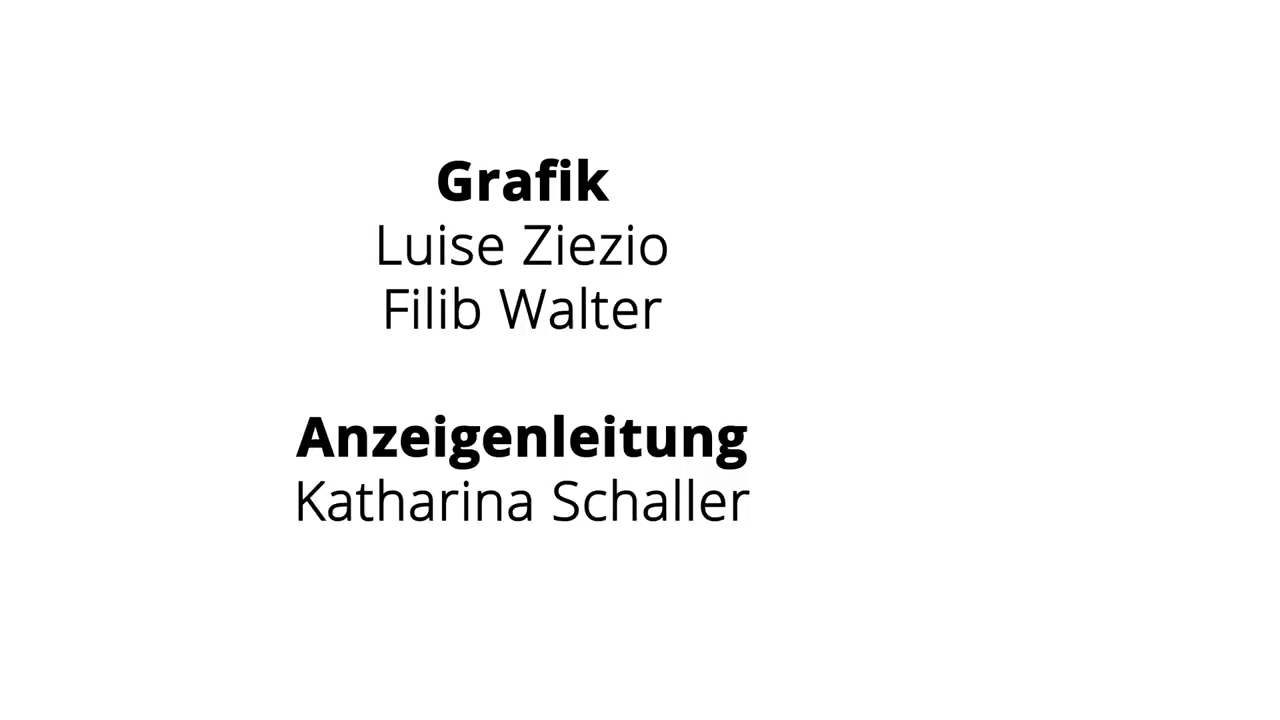 Grafik
Luise Ziezio
Filib Walter
Anzeigenleitung
Katharina Schaller